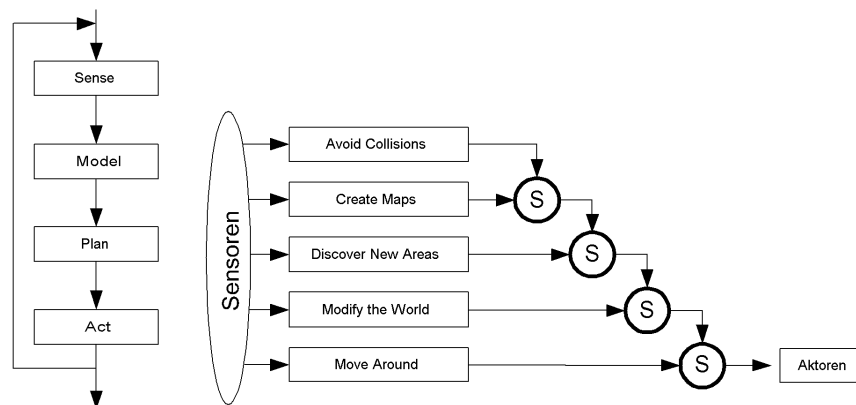 Sense
Model
Plan
Act
Sensoren
Avoid Collisions
Create Maps
Discover New Areas
Modify the World
Move Around
S
S
S
S
Aktoren